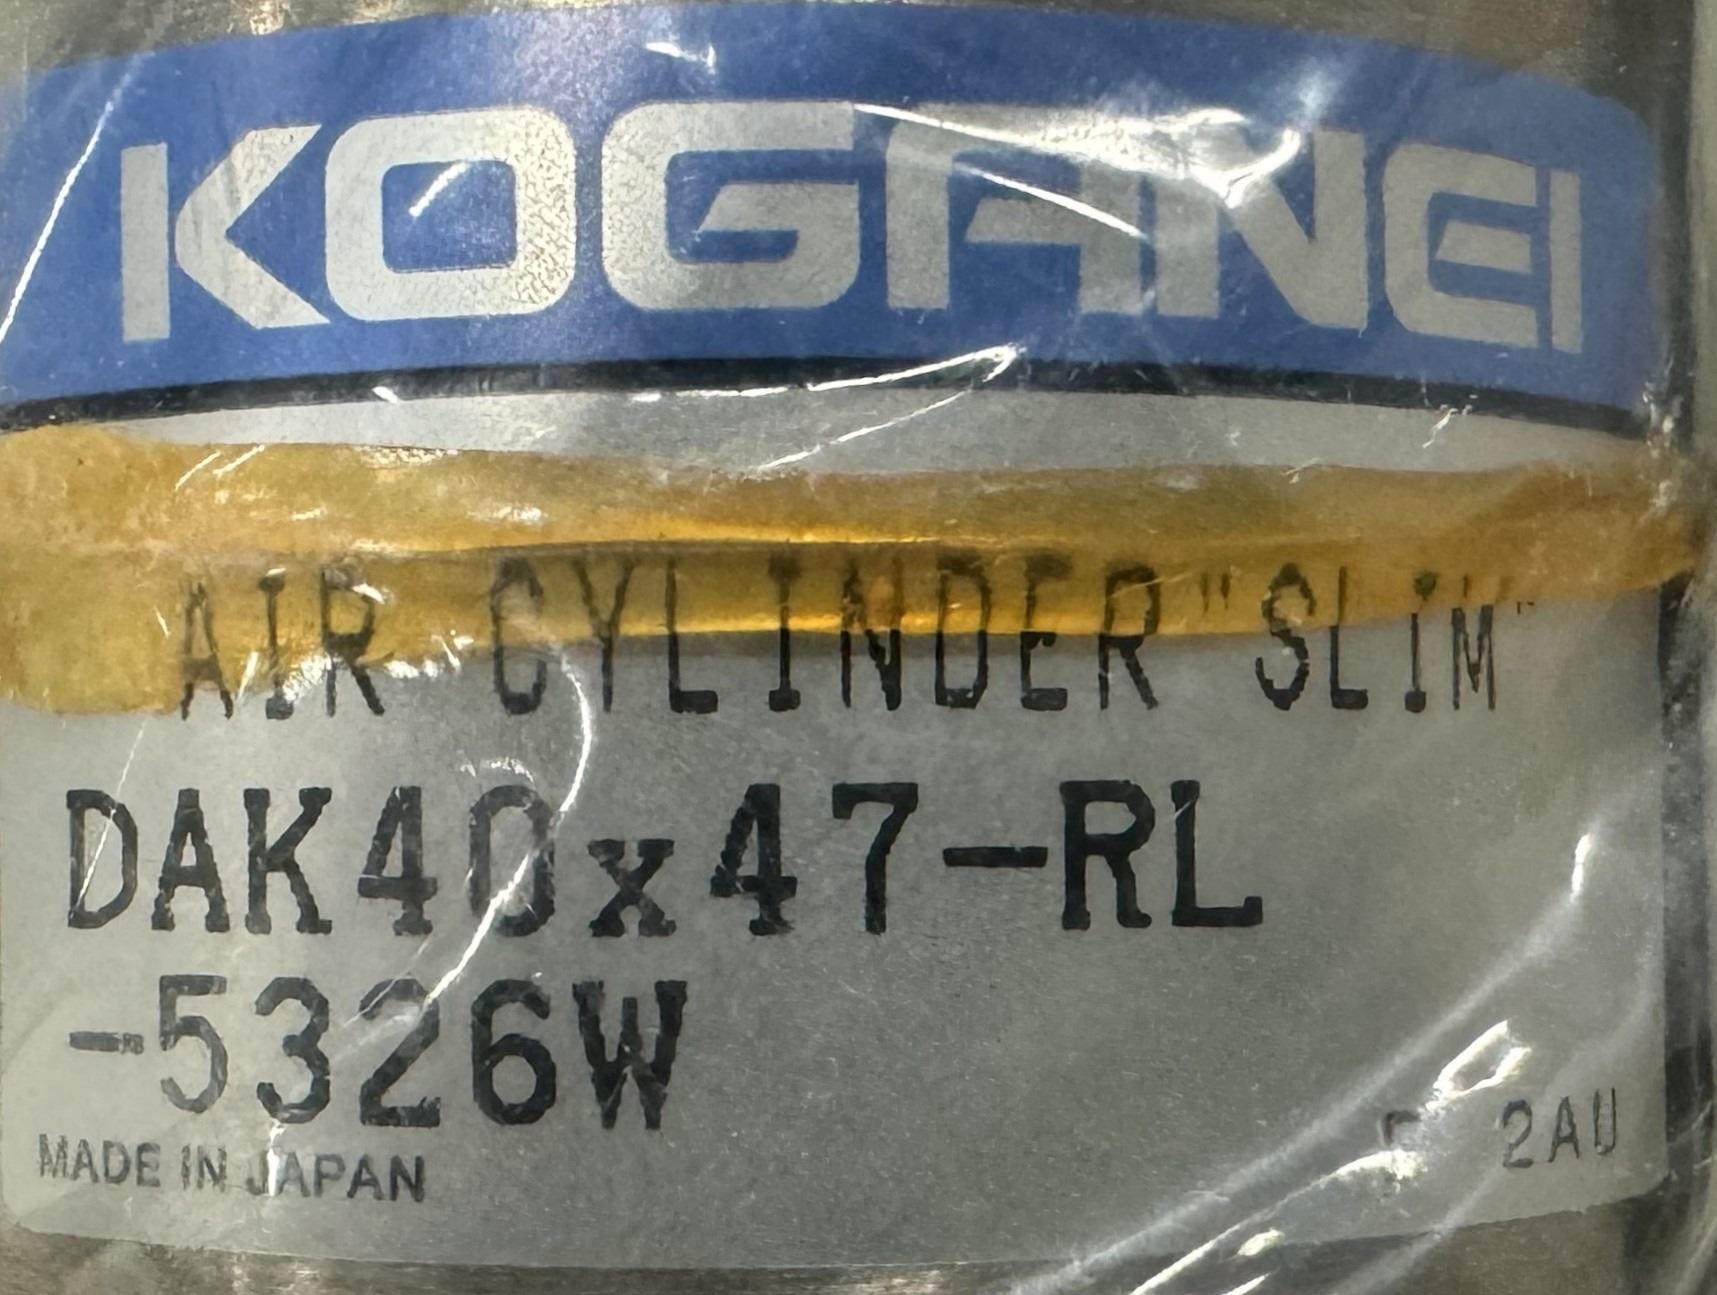 KOGANEI
AIR CYLINDER "SLIM"
DAK40x47-RL
-5326W
MADE IN JAPAN
2AU